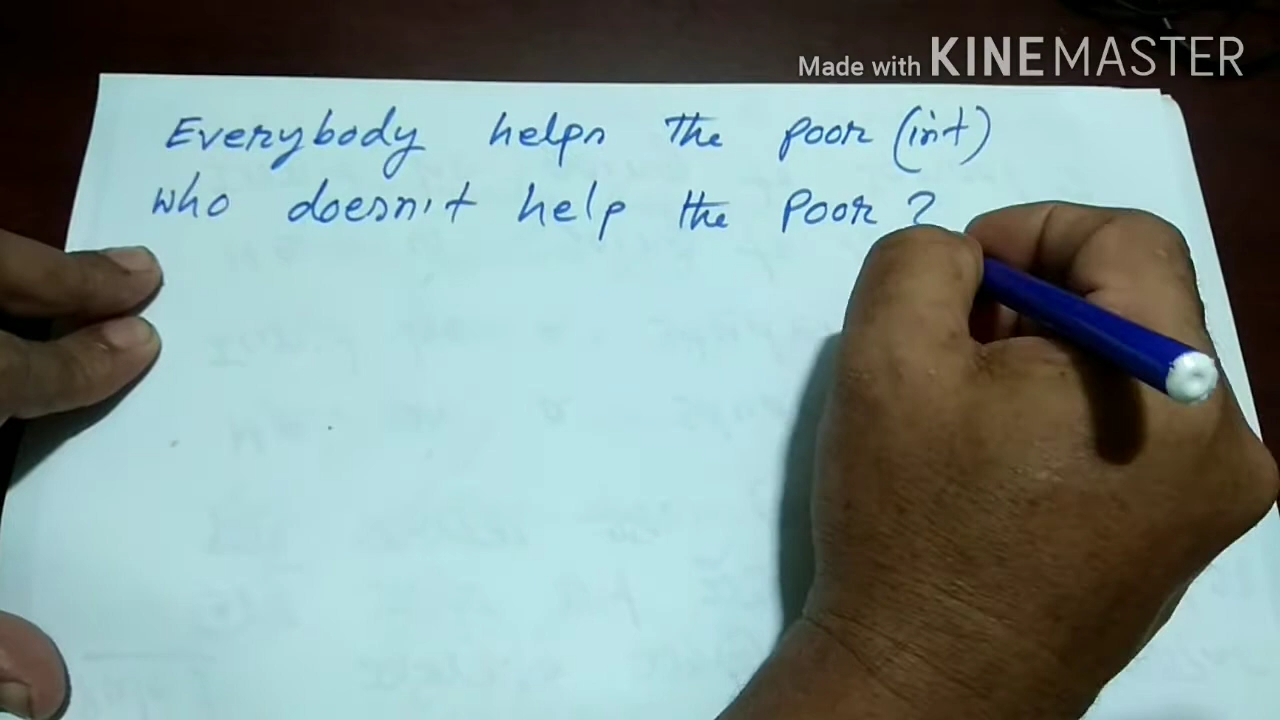 Made with KINEMASTER
Everybody helps the poor (int)
who doesn't help the poor?